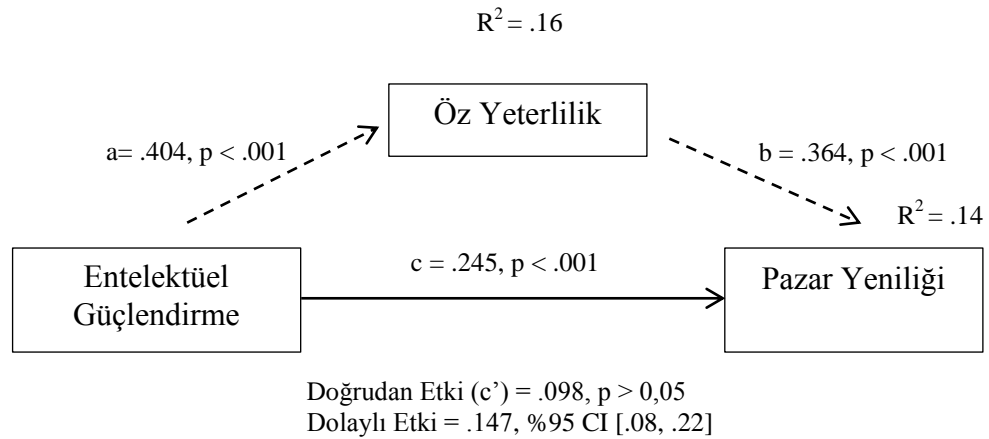 R² = .16
Öz Yeterlilik
a= .404, p < .001
b = .364, p < .001
R² = .14
Entelektüel
Güçlendirme
c = .245, p < .001
Pazar Yeniliği
Doğrudan Etki (c’) = .098, p > 0,05
Dolaylı Etki = .147, %95 CI [.08, .22]